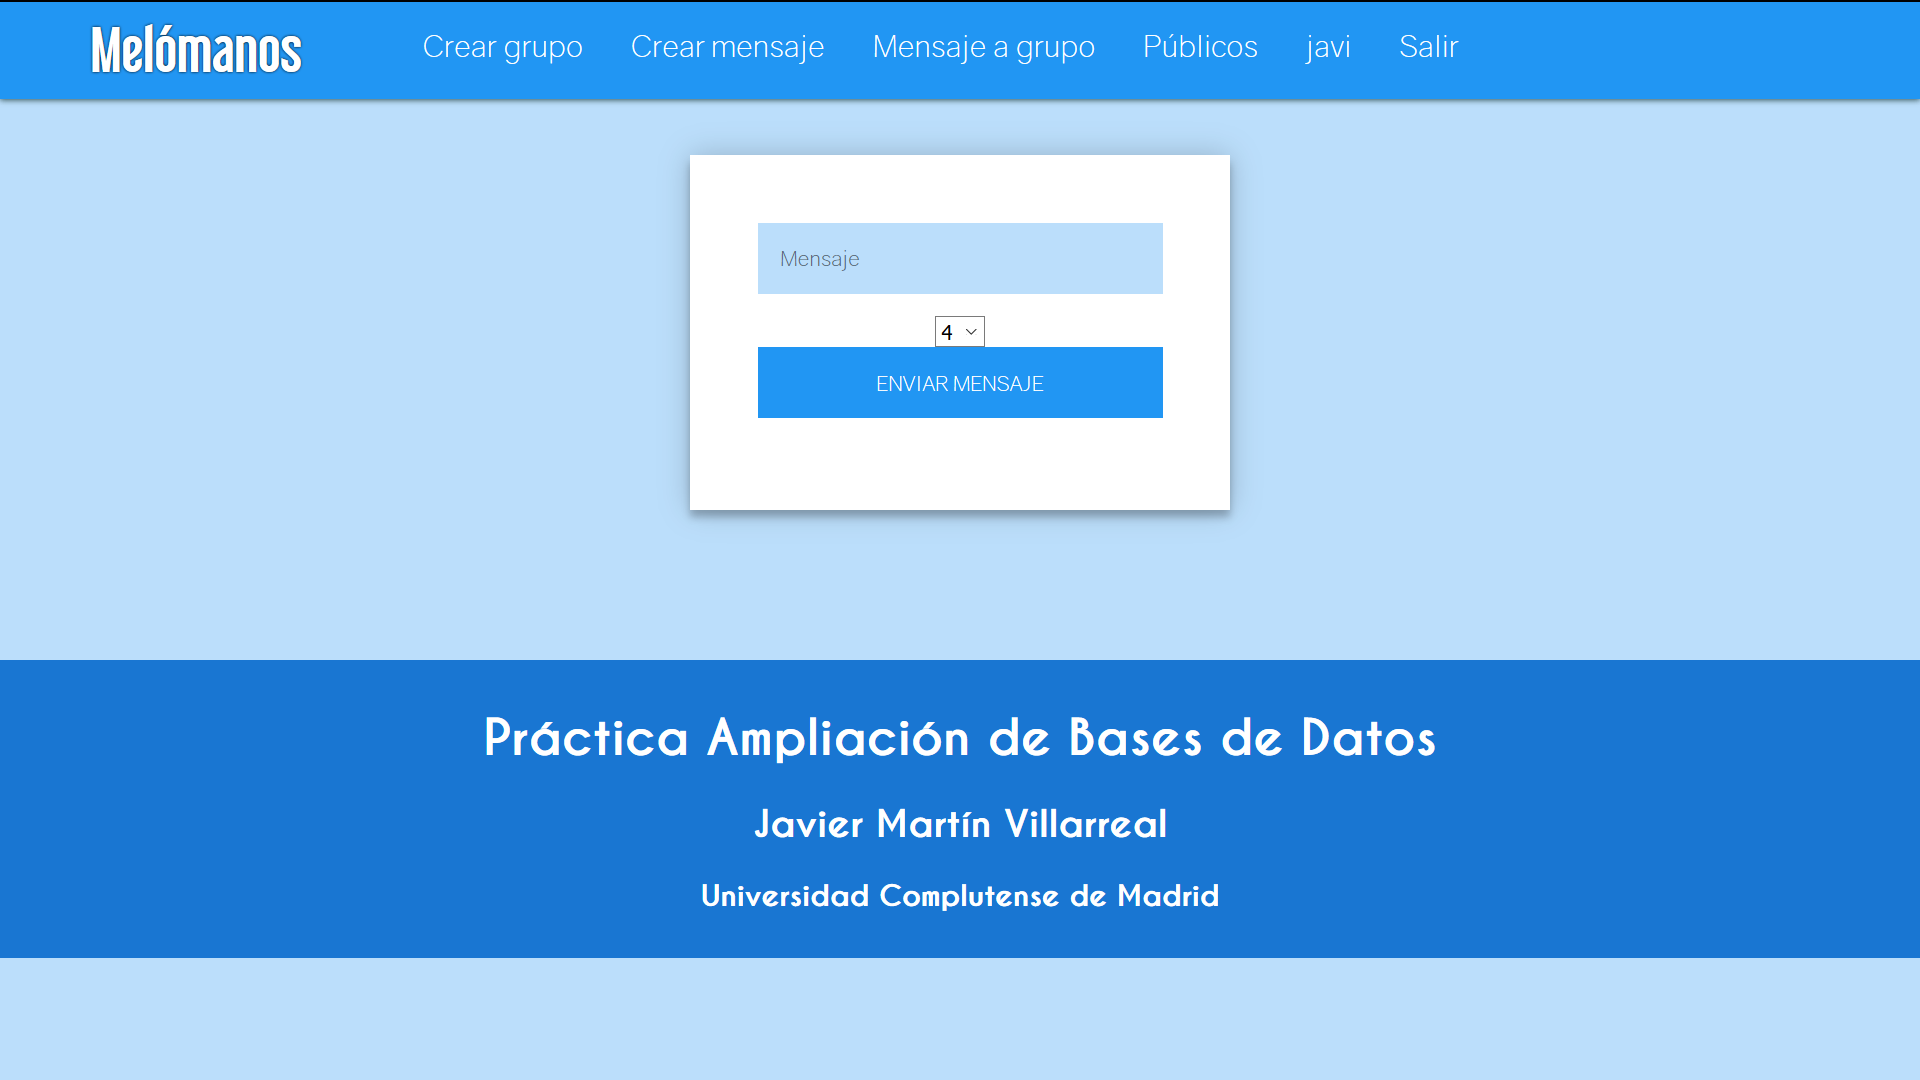 Melómanos
Crear grupo Crear mensaje Mensaje a grupo Públicos javi Salir
Mensaje
4
ENVIAR MENSAJE
Práctica Ampliación de Bases de Datos
Javier Martín Villarreal
Universidad Complutense de Madrid